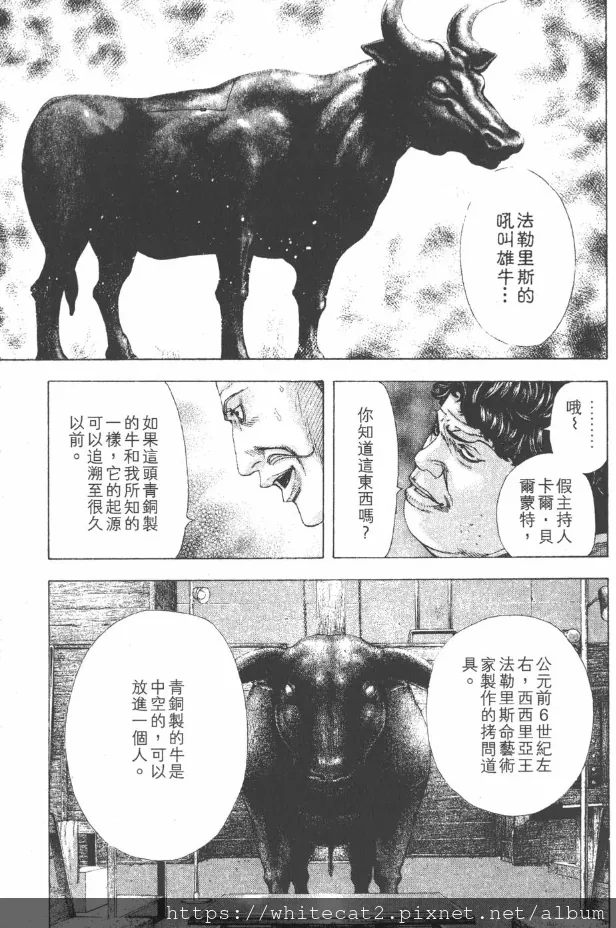 法勒里斯的
吼叫雄牛…
………
哦~
假主持人
卡爾·貝
爾蒙特，
你知道這東西嗎？
如果這頭青銅製
的牛和我所知的
一樣，它的起源
可以追溯至很久
以前。
公元前6世紀左
右，西西里亞王
法勒里斯命藝術
家製作的拷問道
具。
青銅製的牛是
中空的，可以
放進一個人。
https://whitecat2.pixnet.net/album